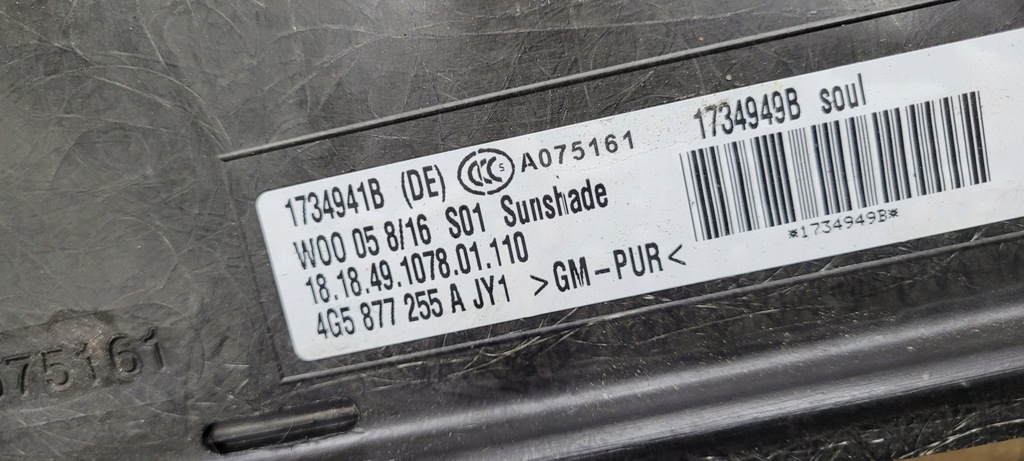 1734941B (DE) CCC S A075161
W00 05 8/16 S01 Sunshade
18.18.49.1078.01.110
4G5 877 255 A JY1 >GM-PUR<
1734949B soul
*1734949B*
075161